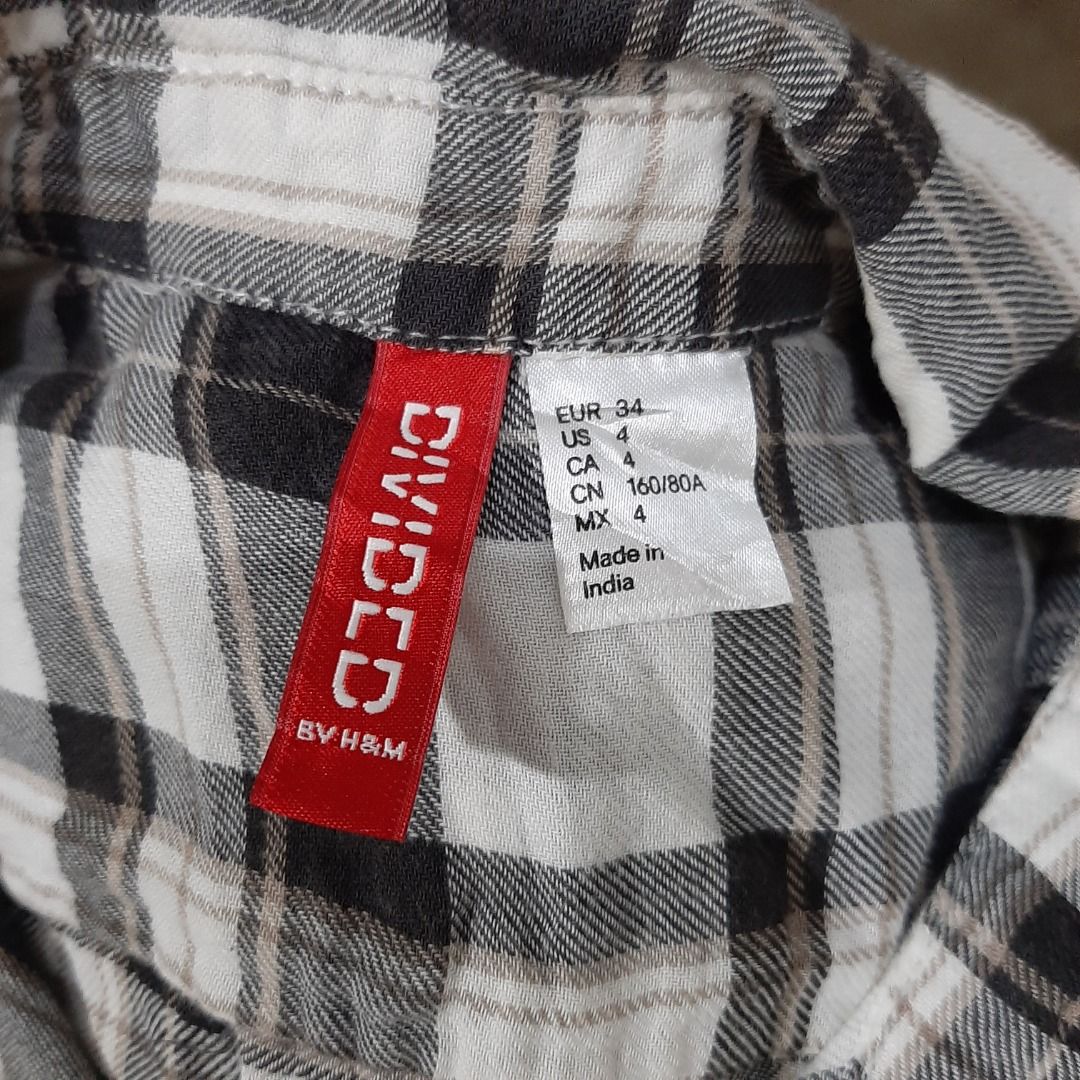 DIVIDED
BY H&M
EUR 34
US 4
CA 4
CN 160/80A
MX 4
Made in
India